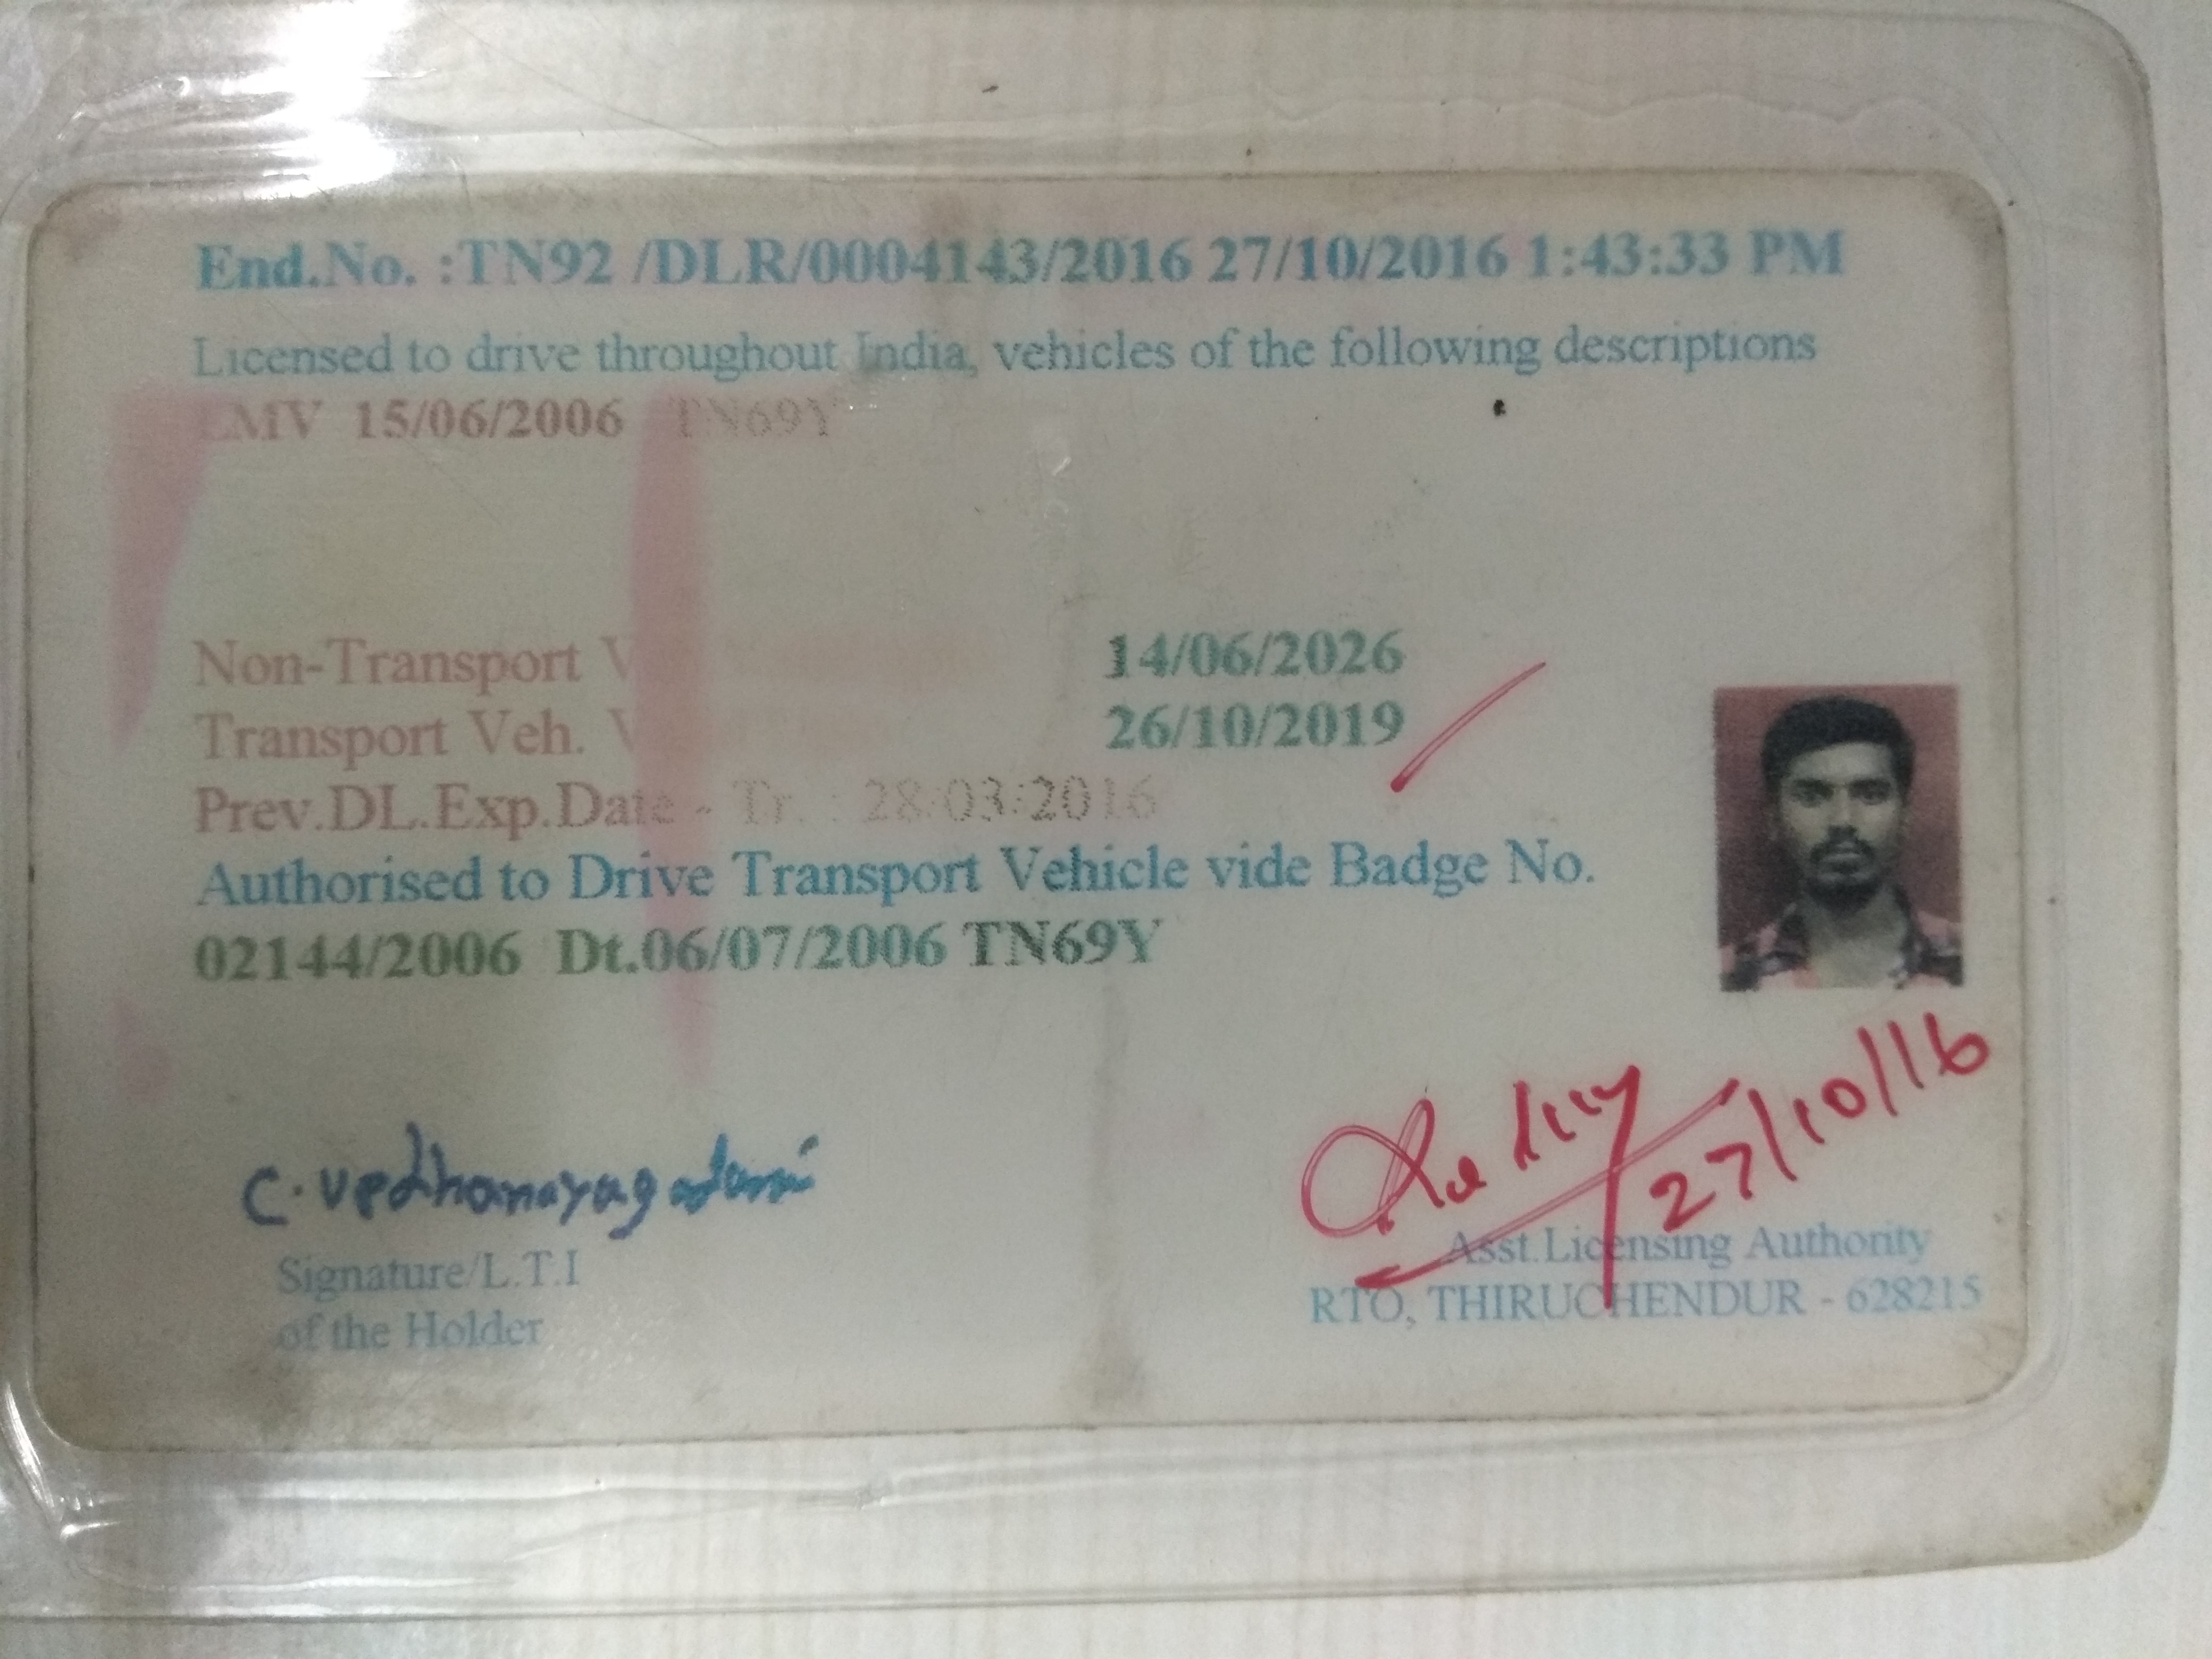 End.No. :TN92 /DLR/0004143/2016 27/10/2016 1:43:33 PM
Licensed to drive throughout India, vehicles of the following descriptions
LMV 15/06/2006 TN69Y
Non-Transport V 14/06/2026
Transport Veh. V 26/10/2019
Prev.DL.Exp.Date - Tr. : 28/03/2016
Authorised to Drive Transport Vehicle vide Badge No.
02144/2006 Dt.06/07/2006 TN69Y
27/10/16
C.
Signature/L.T.I
of the Holder
Asst.Licensing Authority
RTO, THIRUCHENDUR - 628215